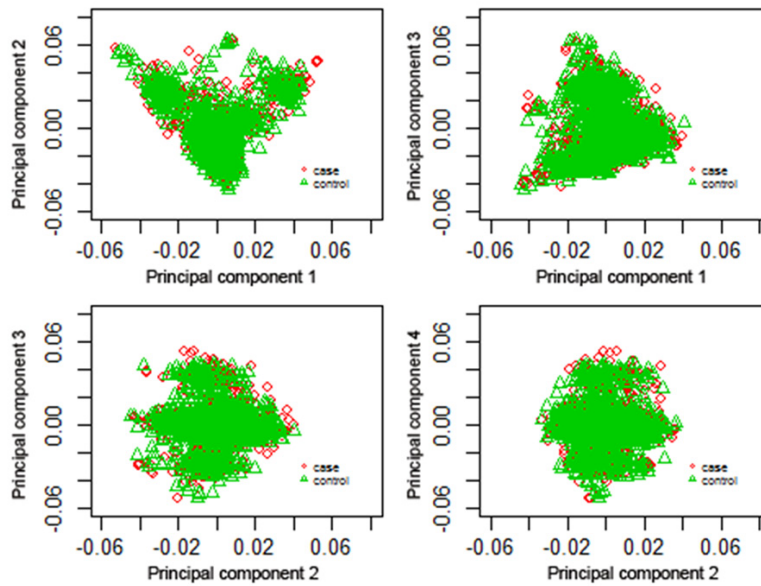 Principal component 2
0.06
0.00
-0.06
case
control
-0.06 -0.02 0.02 0.06
Principal component 1
Principal component 3
0.06
0.00
-0.06
case
control
-0.06 -0.02 0.02 0.06
Principal component 1
Principal component 3
0.06
0.00
-0.06
case
control
-0.06 -0.02 0.02 0.06
Principal component 2
Principal component 4
0.06
0.00
-0.06
case
control
-0.06 -0.02 0.02 0.06
Principal component 2